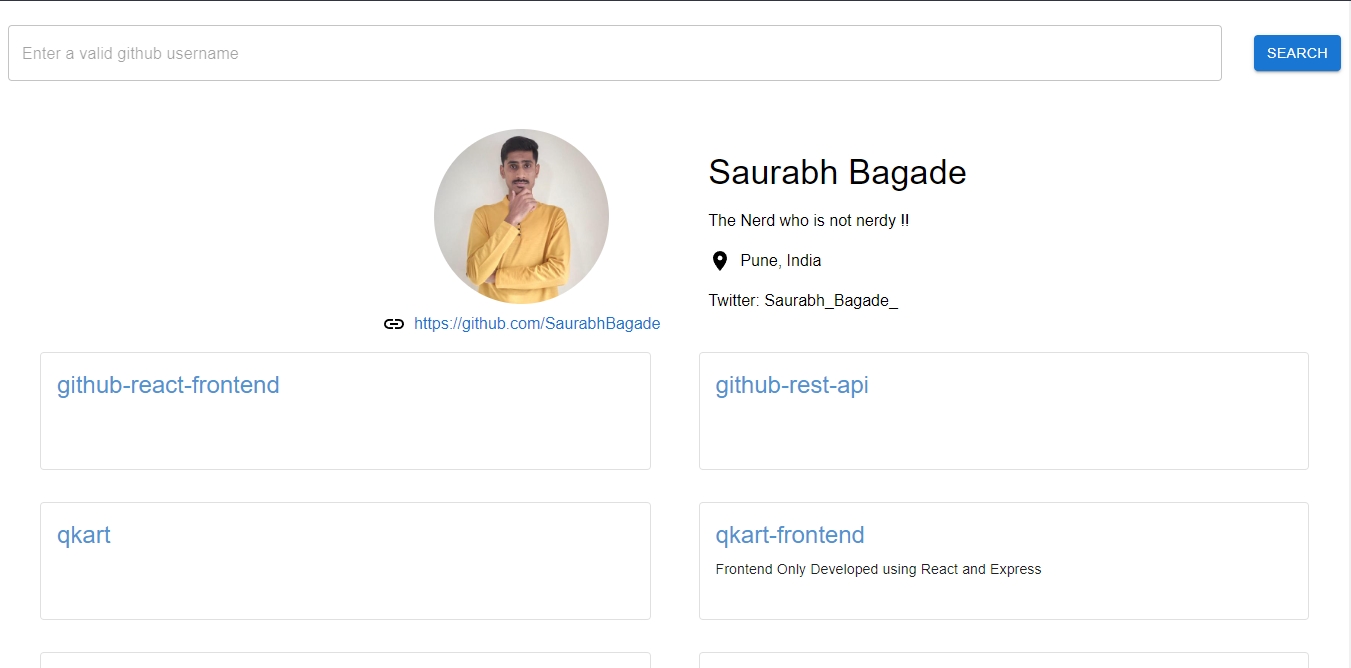 Enter a valid github username
SEARCH
Saurabh Bagade
The Nerd who is not nerdy !!
Pune, India
Twitter: Saurabh_Bagade_
https://github.com/SaurabhBagade
github-react-frontend
github-rest-api
qkart
qkart-frontend
Frontend Only Developed using React and Express